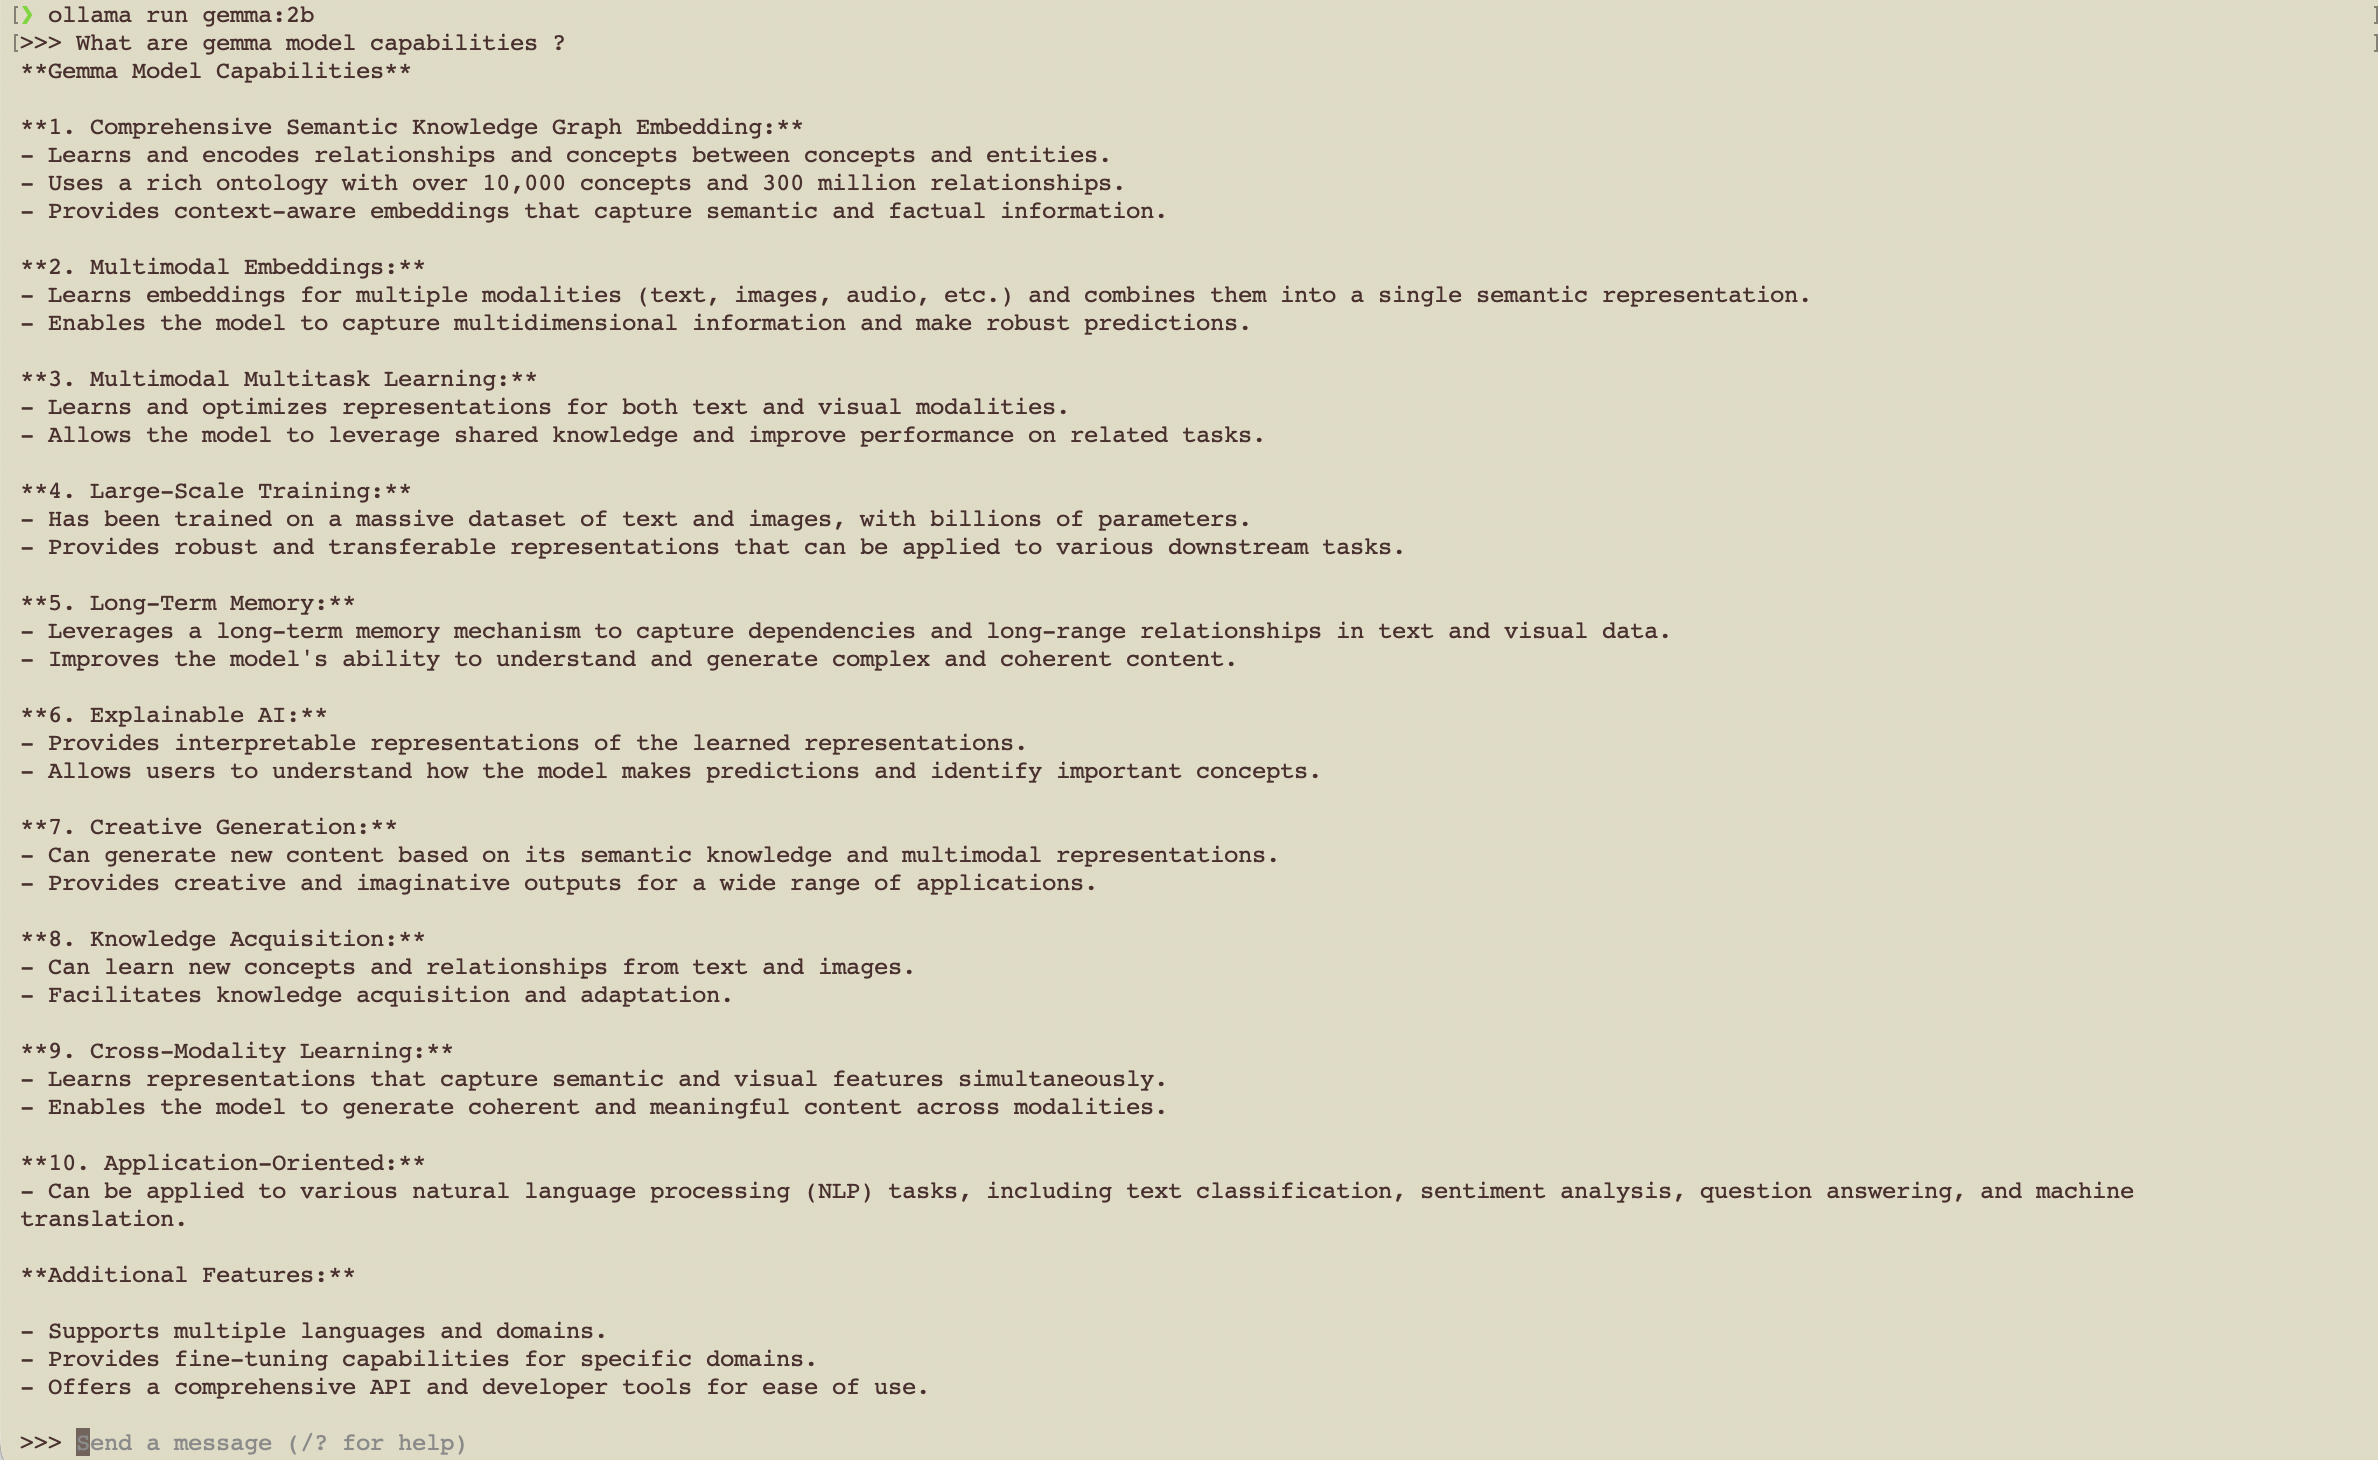 [❯ ollama run gemma:2b ]
[>>> What are gemma model capabilities ? ]
**Gemma Model Capabilities**
**1. Comprehensive Semantic Knowledge Graph Embedding:**
- Learns and encodes relationships and concepts between concepts and entities.
- Uses a rich ontology with over 10,000 concepts and 300 million relationships.
- Provides context-aware embeddings that capture semantic and factual information.
**2. Multimodal Embeddings:**
- Learns embeddings for multiple modalities (text, images, audio, etc.) and combines them into a single semantic representation.
- Enables the model to capture multidimensional information and make robust predictions.
**3. Multimodal Multitask Learning:**
- Learns and optimizes representations for both text and visual modalities.
- Allows the model to leverage shared knowledge and improve performance on related tasks.
**4. Large-Scale Training:**
- Has been trained on a massive dataset of text and images, with billions of parameters.
- Provides robust and transferable representations that can be applied to various downstream tasks.
**5. Long-Term Memory:**
- Leverages a long-term memory mechanism to capture dependencies and long-range relationships in text and visual data.
- Improves the model's ability to understand and generate complex and coherent content.
**6. Explainable AI:**
- Provides interpretable representations of the learned representations.
- Allows users to understand how the model makes predictions and identify important concepts.
**7. Creative Generation:**
- Can generate new content based on its semantic knowledge and multimodal representations.
- Provides creative and imaginative outputs for a wide range of applications.
**8. Knowledge Acquisition:**
- Can learn new concepts and relationships from text and images.
- Facilitates knowledge acquisition and adaptation.
**9. Cross-Modality Learning:**
- Learns representations that capture semantic and visual features simultaneously.
- Enables the model to generate coherent and meaningful content across modalities.
**10. Application-Oriented:**
- Can be applied to various natural language processing (NLP) tasks, including text classification, sentiment analysis, question answering, and machine
translation.
**Additional Features:**
- Supports multiple languages and domains.
- Provides fine-tuning capabilities for specific domains.
- Offers a comprehensive API and developer tools for ease of use.
>>> Send a message (/? for help)